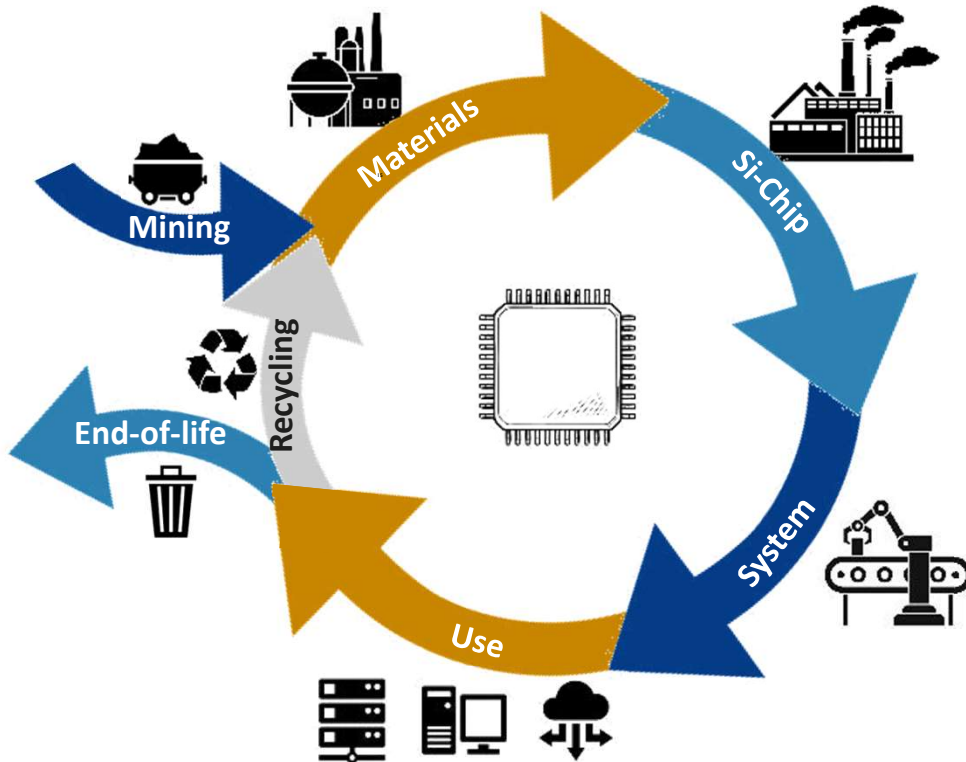 Materials
Si-Chip
Mining
Recycling
End-of-life
System
Use